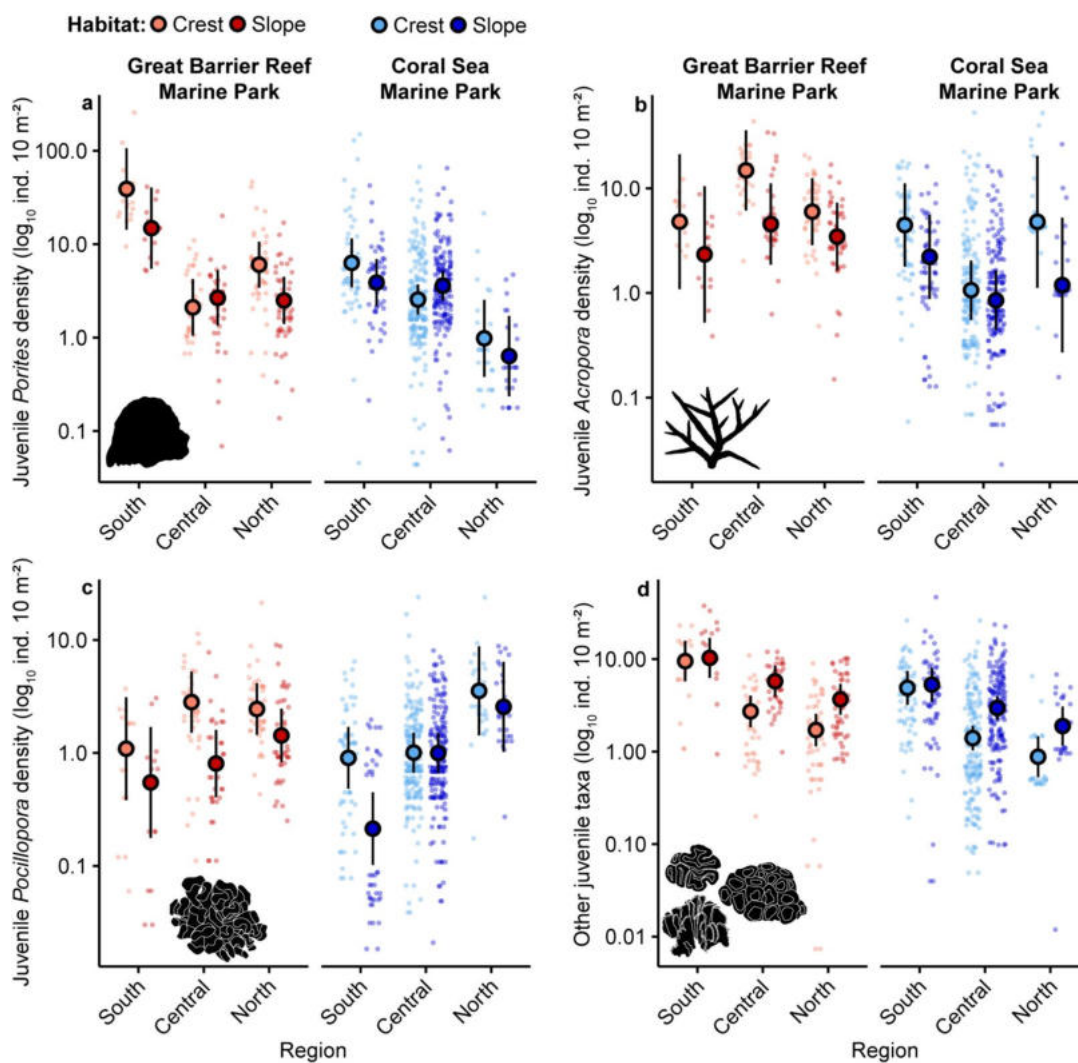 Habitat: Crest Slope Crest Slope
Great Barrier Reef Marine Park
Coral Sea Marine Park
a
Juvenile Porites density (log₁₀ ind. 10 m⁻²)
100.0
10.0
1.0
0.1
South Central North South Central North
Great Barrier Reef Marine Park
Coral Sea Marine Park
b
Juvenile Acropora density (log₁₀ ind. 10 m⁻²)
10.0
1.0
0.1
South Central North South Central North
c
Juvenile Pocillopora density (log₁₀ ind. 10 m⁻²)
10.0
1.0
0.1
South Central North South Central North
d
Other juvenile taxa (log₁₀ ind. 10 m⁻²)
10.00
1.00
0.10
0.01
South Central North South Central North
Region
Region